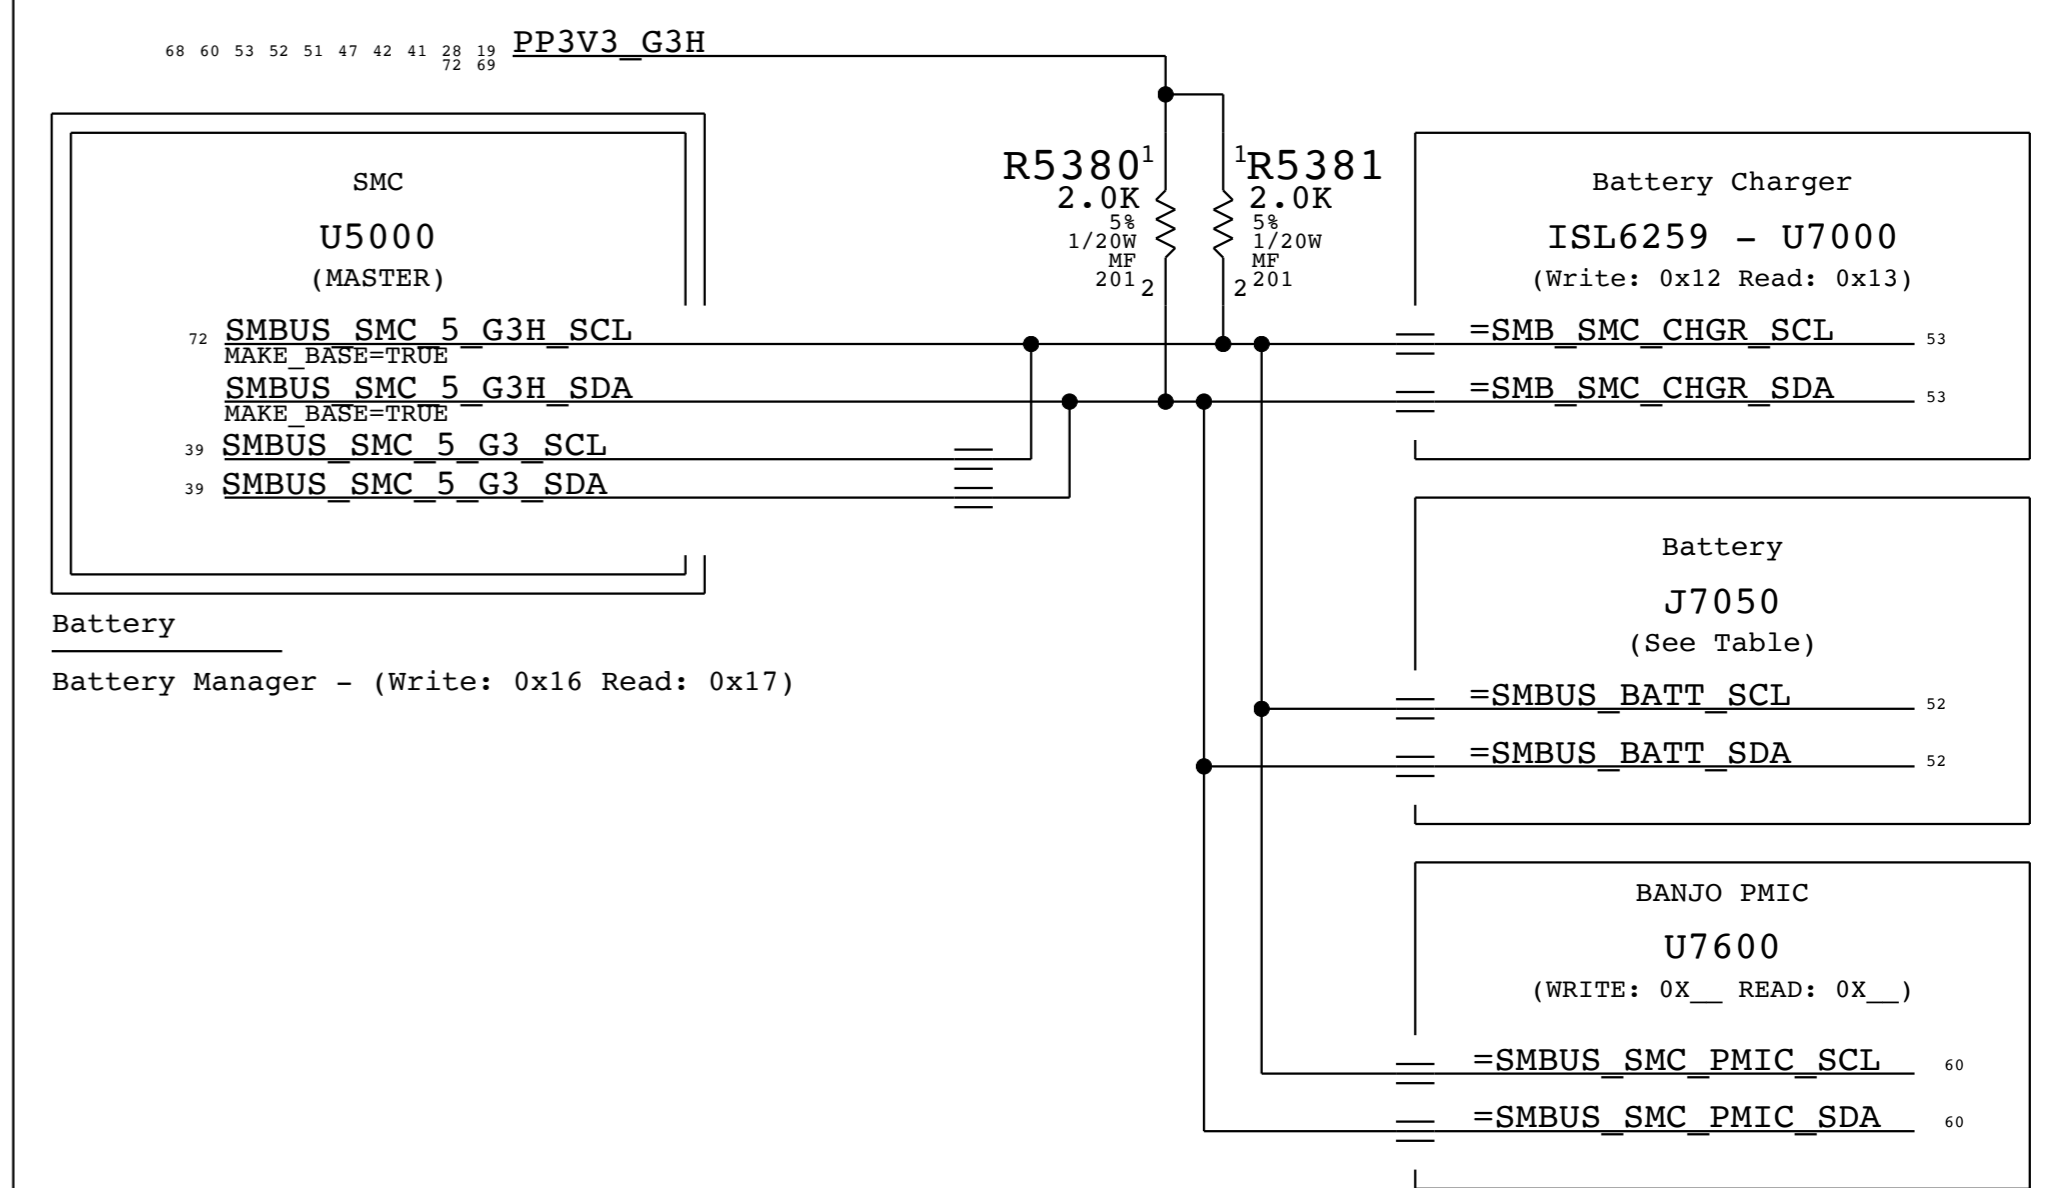 68 60 53 52 51 47 42 41 28 19 PP3V3_G3H
72 69
SMC
U5000
(MASTER)
72 SMBUS_SMC_5_G3H_SCL
MAKE_BASE=TRUE
SMBUS_SMC_5_G3H_SDA
MAKE_BASE=TRUE
39 SMBUS_SMC_5_G3_SCL
39 SMBUS_SMC_5_G3_SDA
Battery
Battery Manager - (Write: 0x16 Read: 0x17)
R5380 1
2.0K
5%
1/20W
MF
201 2
1 R5381
2.0K
5%
1/20W
MF
2 201
Battery Charger
ISL6259 - U7000
(Write: 0x12 Read: 0x13)
=SMB_SMC_CHGR_SCL 53
=SMB_SMC_CHGR_SDA 53
Battery
J7050
(See Table)
=SMBUS_BATT_SCL 52
=SMBUS_BATT_SDA 52
BANJO PMIC
U7600
(WRITE: 0X__ READ: 0X__)
=SMBUS_SMC_PMIC_SCL 60
=SMBUS_SMC_PMIC_SDA 60